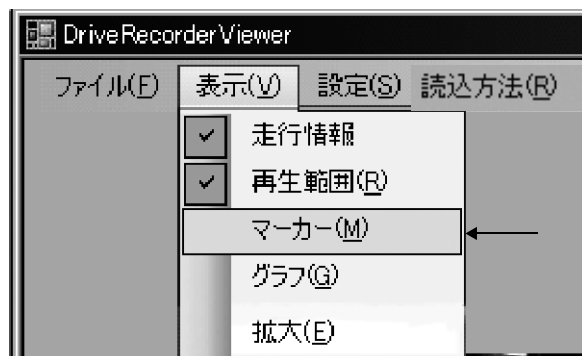 DriveRecorderViewer
ファイル(F) 表示(V) 設定(S) 読込方法(R)
走行情報
再生範囲(R)
マーカー(M)
グラフ(G)
拡大(E)